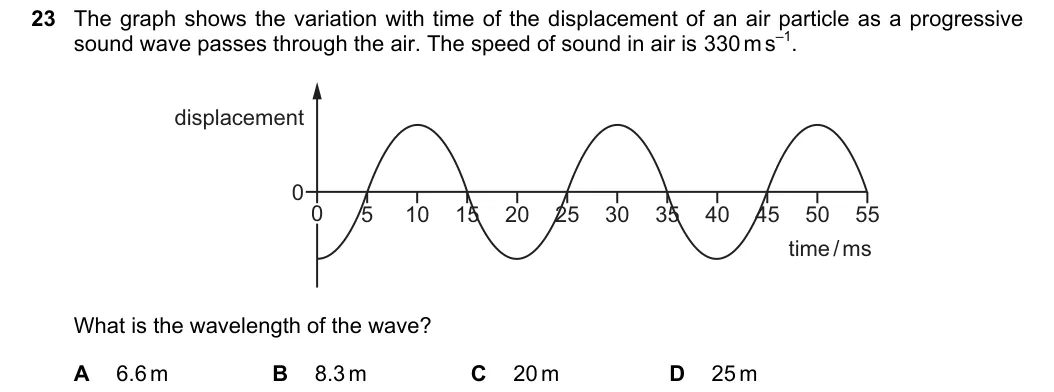 23 The graph shows the variation with time of the displacement of an air particle as a progressive
sound wave passes through the air. The speed of sound in air is 330 m s⁻¹.
displacement
0
0 5 10 15 20 25 30 35 40 45 50 55
time / ms
What is the wavelength of the wave?
A 6.6 m B 8.3 m C 20 m D 25 m